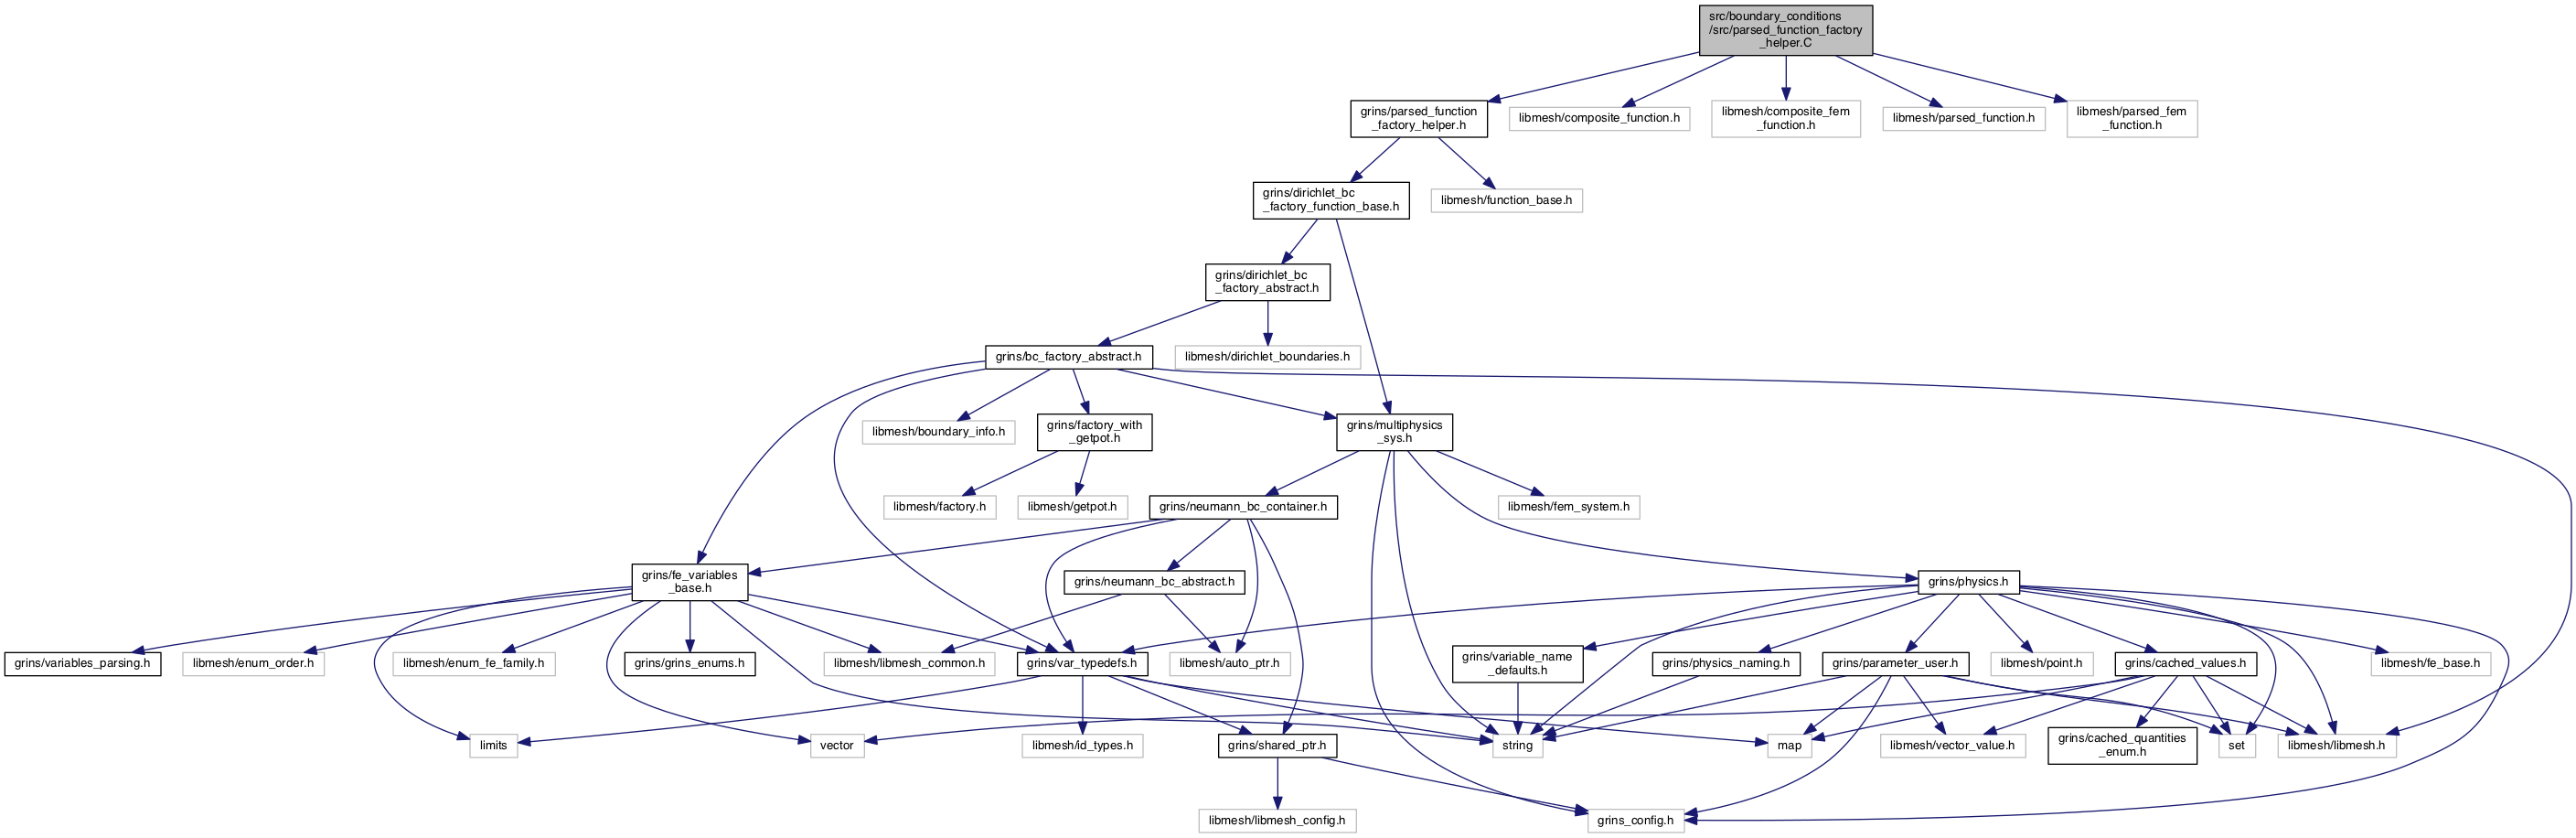 src/boundary_conditions
/src/parsed_function_factory
_helper.C
grins/parsed_function
_factory_helper.h
libmesh/composite_function.h
libmesh/composite_fem
_function.h
libmesh/parsed_function.h
libmesh/parsed_fem
_function.h
grins/dirichlet_bc
_factory_function_base.h
libmesh/function_base.h
grins/dirichlet_bc
_factory_abstract.h
grins/bc_factory_abstract.h
libmesh/dirichlet_boundaries.h
libmesh/boundary_info.h
grins/factory_with
_getpot.h
grins/multiphysics
_sys.h
libmesh/factory.h
libmesh/getpot.h
grins/neumann_bc_container.h
libmesh/fem_system.h
grins/fe_variables
_base.h
grins/neumann_bc_abstract.h
grins/physics.h
grins/variables_parsing.h
libmesh/enum_order.h
libmesh/enum_fe_family.h
grins/grins_enums.h
libmesh/libmesh_common.h
grins/var_typedefs.h
libmesh/auto_ptr.h
grins/variable_name
_defaults.h
grins/physics_naming.h
grins/parameter_user.h
libmesh/point.h
grins/cached_values.h
libmesh/fe_base.h
limits
vector
libmesh/id_types.h
grins/shared_ptr.h
string
map
libmesh/vector_value.h
grins/cached_quantities
_enum.h
set
libmesh/libmesh.h
libmesh/libmesh_config.h
grins_config.h